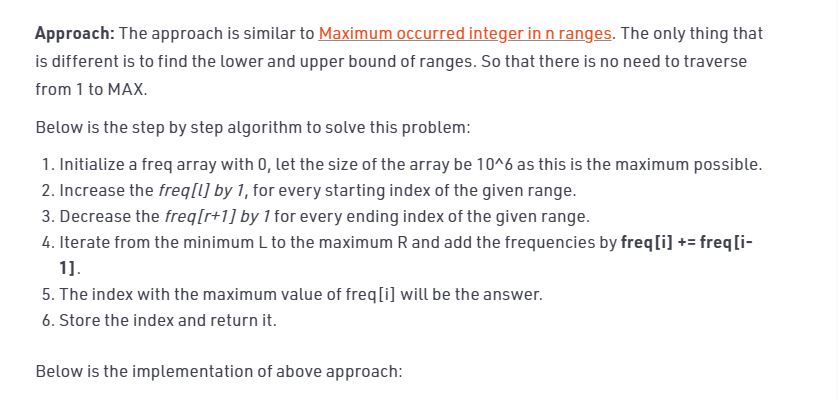 Approach: The approach is similar to Maximum occurred integer in n ranges. The only thing that
is different is to find the lower and upper bound of ranges. So that there is no need to traverse
from 1 to MAX.
Below is the step by step algorithm to solve this problem:
1. Initialize a freq array with 0, let the size of the array be 10^6 as this is the maximum possible.
2. Increase the freq[l] by 1, for every starting index of the given range.
3. Decrease the freq[r+1] by 1 for every ending index of the given range.
4. Iterate from the minimum L to the maximum R and add the frequencies by freq[i] += freq[i-
1].
5. The index with the maximum value of freq[i] will be the answer.
6. Store the index and return it.
Below is the implementation of above approach: